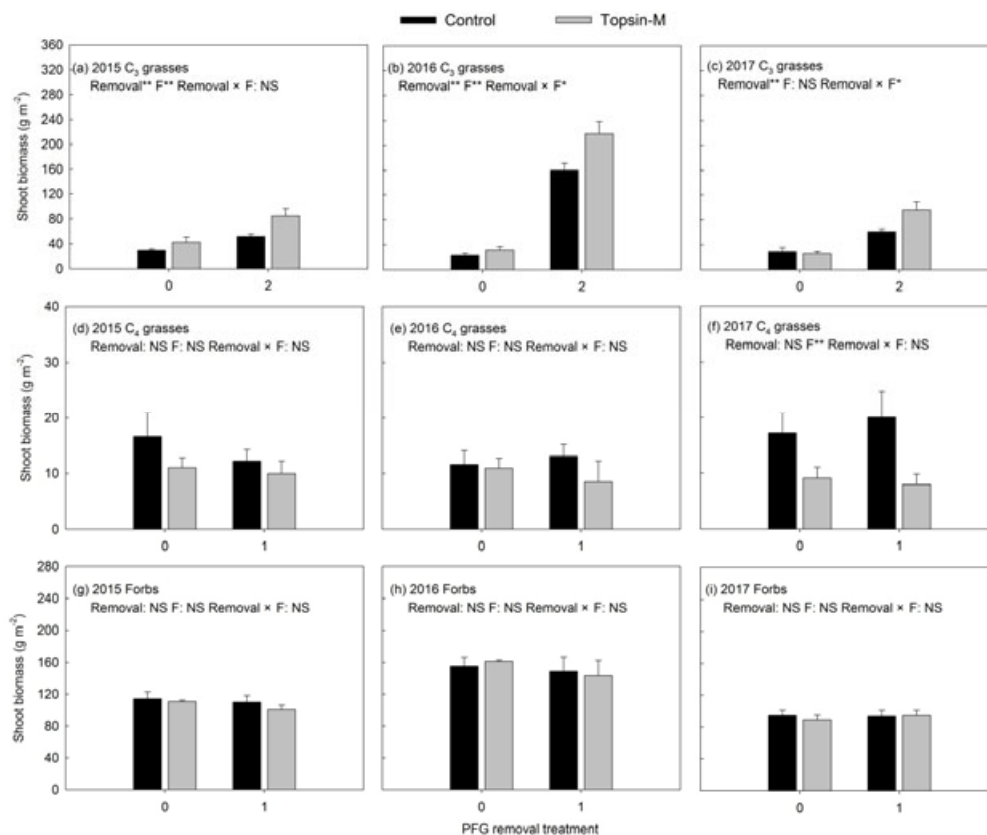 Control Topsin-M
(a) 2015 C₃ grasses
Removal** F** Removal × F: NS
(b) 2016 C₃ grasses
Removal** F** Removal × F*
(c) 2017 C₃ grasses
Removal** F: NS Removal × F*
Shoot biomass (g m⁻²)
360
320
280
240
200
160
120
80
40
0
0 2
0 2
0 2
(d) 2015 C₄ grasses
Removal: NS F: NS Removal × F: NS
(e) 2016 C₄ grasses
Removal: NS F: NS Removal × F: NS
(f) 2017 C₄ grasses
Removal: NS F** Removal × F: NS
Shoot biomass (g m⁻²)
40
30
20
10
0
0 1
0 1
0 1
(g) 2015 Forbs
Removal: NS F: NS Removal × F: NS
(h) 2016 Forbs
Removal: NS F: NS Removal × F: NS
(i) 2017 Forbs
Removal: NS F: NS Removal × F: NS
Shoot biomass (g m⁻²)
280
240
200
160
120
80
40
0
0 1
0 1
0 1
PFG removal treatment